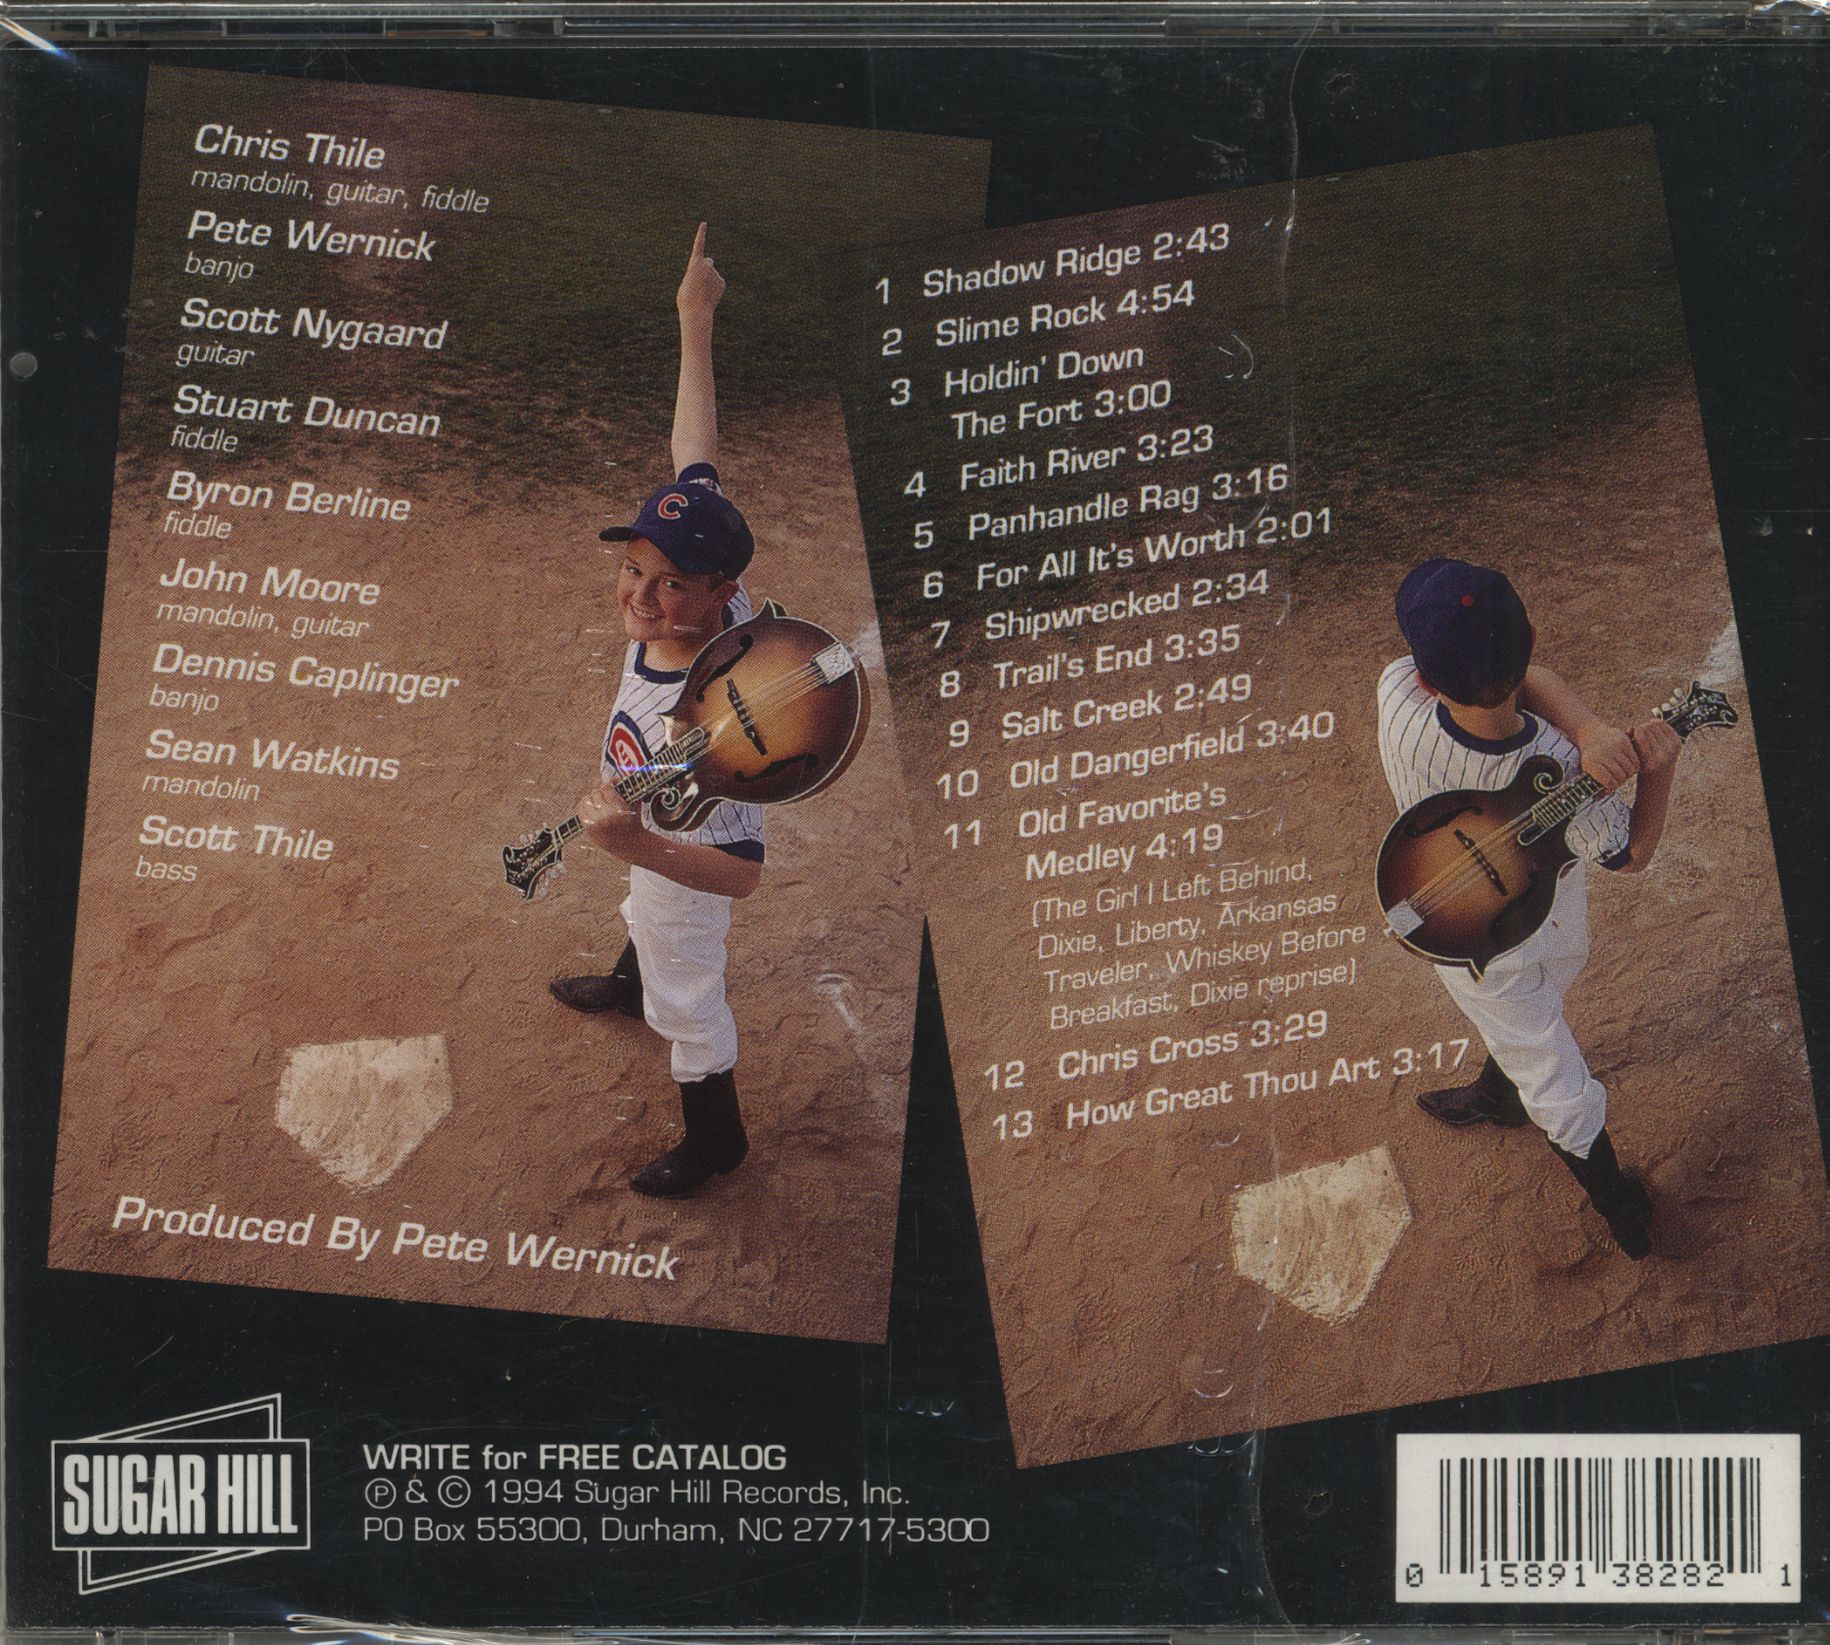 Chris Thile
mandolin, guitar, fiddle
Pete Wernick
banjo
Scott Nygaard
guitar
Stuart Duncan
fiddle
Byron Berline
fiddle
John Moore
mandolin, guitar
Dennis Caplinger
banjo
Sean Watkins
mandolin
Scott Thile
bass
Produced By Pete Wernick
C
1 Shadow Ridge 2:43
2 Slime Rock 4:54
3 Holdin' Down
The Fort 3:00
4 Faith River 3:23
5 Panhandle Rag 3:16
6 For All It's Worth 2:01
7 Shipwrecked 2:34
8 Trail's End 3:35
9 Salt Creek 2:49
10 Old Dangerfield 3:40
11 Old Favorite's
Medley 4:19
(The Girl I Left Behind,
Dixie, Liberty, Arkansas
Traveler, Whiskey Before
Breakfast, Dixie reprise)
12 Chris Cross 3:29
13 How Great Thou Art 3:17
SUGAR HILL
WRITE for FREE CATALOG
℗ & © 1994 Sugar Hill Records, Inc.
PO Box 55300, Durham, NC 27717-5300
0 15891 38282 1